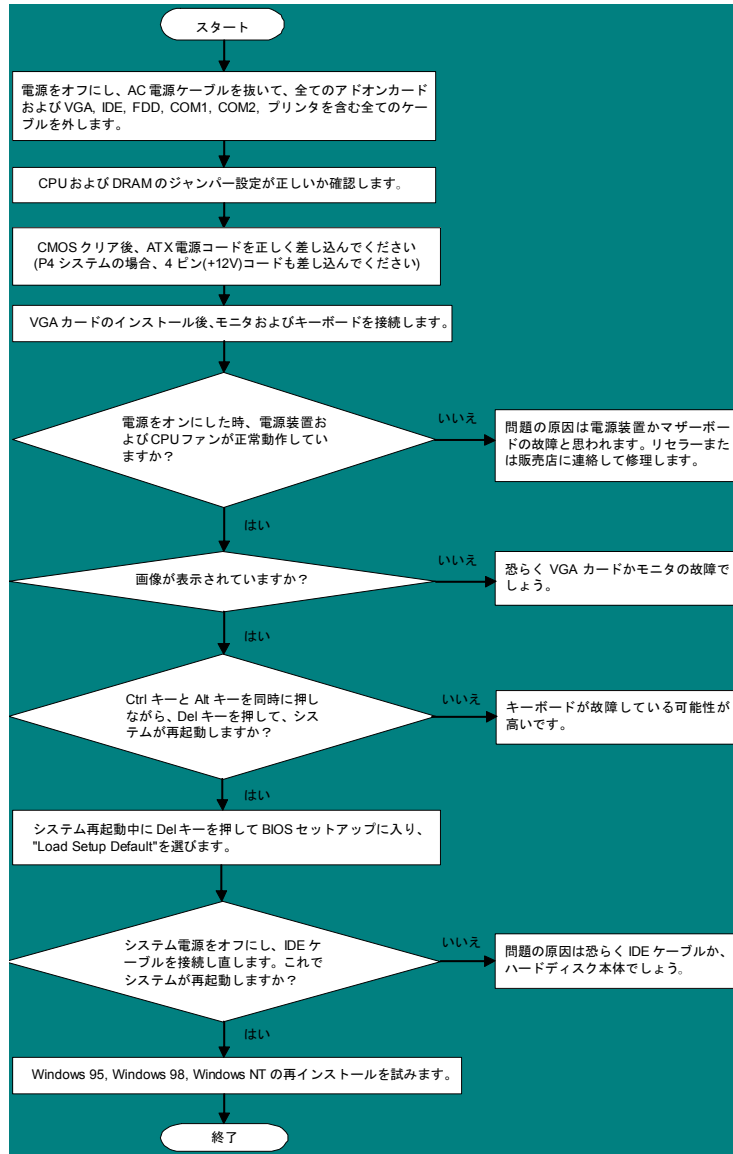 スタート
電源をオフにし、AC 電源ケーブルを抜いて、全てのアドオンカード
および VGA, IDE, FDD, COM1, COM2, プリンタを含む全てのケー
ブルを外します。
CPU および DRAM のジャンパー設定が正しいか確認します。
CMOS クリア後、ATX 電源コードを正しく差し込んでください
(P4 システムの場合、4 ピン(+12V)コードも差し込んでください)
VGA カードのインストール後、モニタおよびキーボードを接続します。
電源をオンにした時、電源装置お
よび CPU ファンが正常動作してい
ますか？
いいえ
問題の原因は電源装置かマザーボー
ドの故障と思われます。リセラーまた
は販売店に連絡して修理します。
はい
画像が表示されていますか？
いいえ
恐らく VGA カードかモニタの故障で
しょう。
はい
Ctrl キーと Alt キーを同時に押し
ながら、Del キーを押して、シス
テムが再起動しますか？
いいえ
キーボードが故障している可能性が
高いです。
はい
システム再起動中に Del キーを押して BIOS セットアップに入り、
"Load Setup Default"を選びます。
システム電源をオフにし、IDE ケ
ーブルを接続し直します。これで
システムが再起動しますか？
いいえ
問題の原因は恐らく IDE ケーブルか、
ハードディスク本体でしょう。
はい
Windows 95, Windows 98, Windows NT の再インストールを試みます。
終了